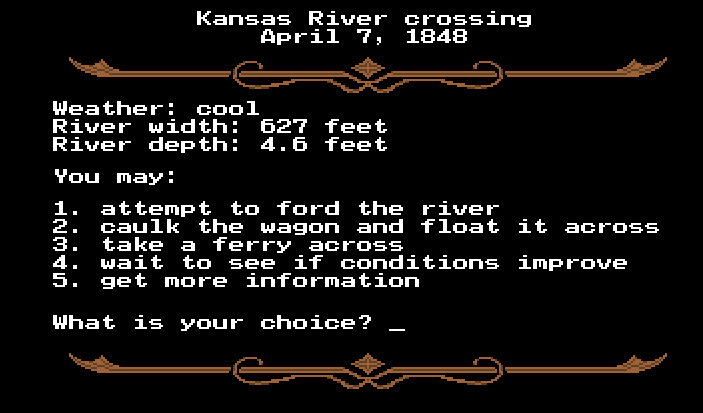 Kansas River crossing
April 7, 1848
Weather: cool
River width: 627 feet
River depth: 4.6 feet
You may:
1. attempt to ford the river
2. caulk the wagon and float it across
3. take a ferry across
4. wait to see if conditions improve
5. get more information
What is your choice? _